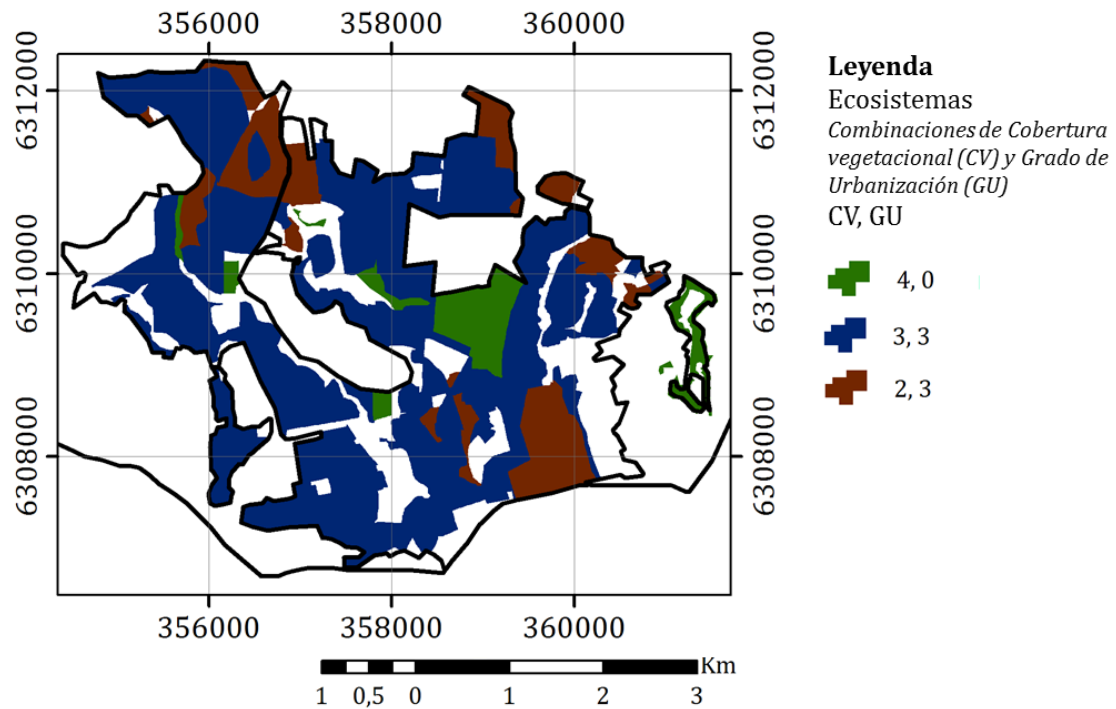 356000 358000 360000
6312000 6312000
6310000 6310000
6308000 6308000
356000 358000 360000
Km
1 0,5 0 1 2 3
Leyenda
Ecosistemas
Combinaciones de Cobertura
vegetacional (CV) y Grado de
Urbanización (GU)
CV, GU
4, 0
3, 3
2, 3